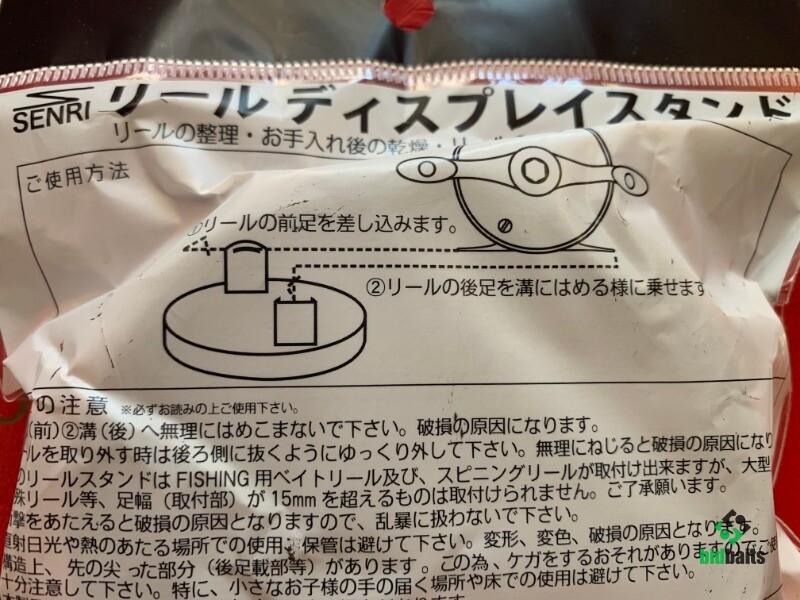 SENRI リール ディスプレイスタンド
リールの整理・お手入れ後の乾燥・リ
ご使用方法
①リールの前足を差し込みます。
②リールの後足を溝にはめる様に乗せます
の注意 ※必ずお読みの上ご使用下さい。
(前)②溝(後)へ無理にはめこまないで下さい。破損の原因になります。
ールを取り外す時は後ろ側に抜くようにゆっくり外して下さい。無理にねじると破損の原因になり
のリールスタンドは FISHING 用ベイトリール及び、スピニングリールが取付け出来ますが、大型
殊リール等、足幅（取付部）が 15mm を超えるものは取付けられません。ご了承願います。
撃をあたえると破損の原因となりますので、乱暴に扱わないで下さい。
直射日光や熱のあたる場所での使用、保管は避けて下さい。変形、変色、破損の原因となります。
構造上、先の尖った部分（後足載部等）があります。この為、ケガをするおそれがありますのでご使
十分注意して下さい。特に、小さなお子様の手の届く場所や床での使用は避けて下さい。
bidbaits